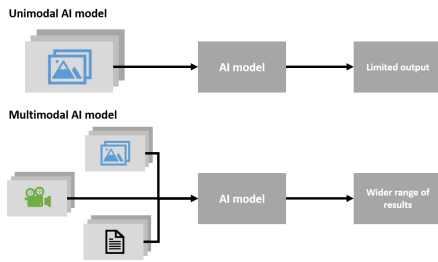 Unimodal AI model
AI model
Limited output
Multimodal AI model
AI model
Wider range of
results